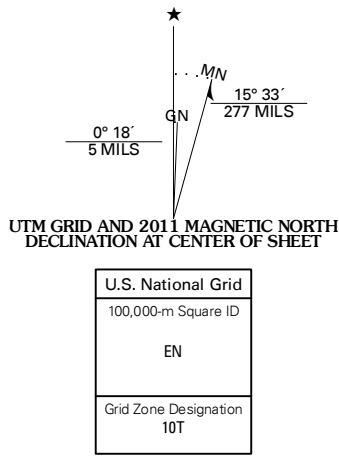 ★
MN
15° 33´
277 MILS
GN
0° 18´
5 MILS
UTM GRID AND 2011 MAGNETIC NORTH
DECLINATION AT CENTER OF SHEET
U.S. National Grid
100,000-m Square ID
EN
Grid Zone Designation
10T